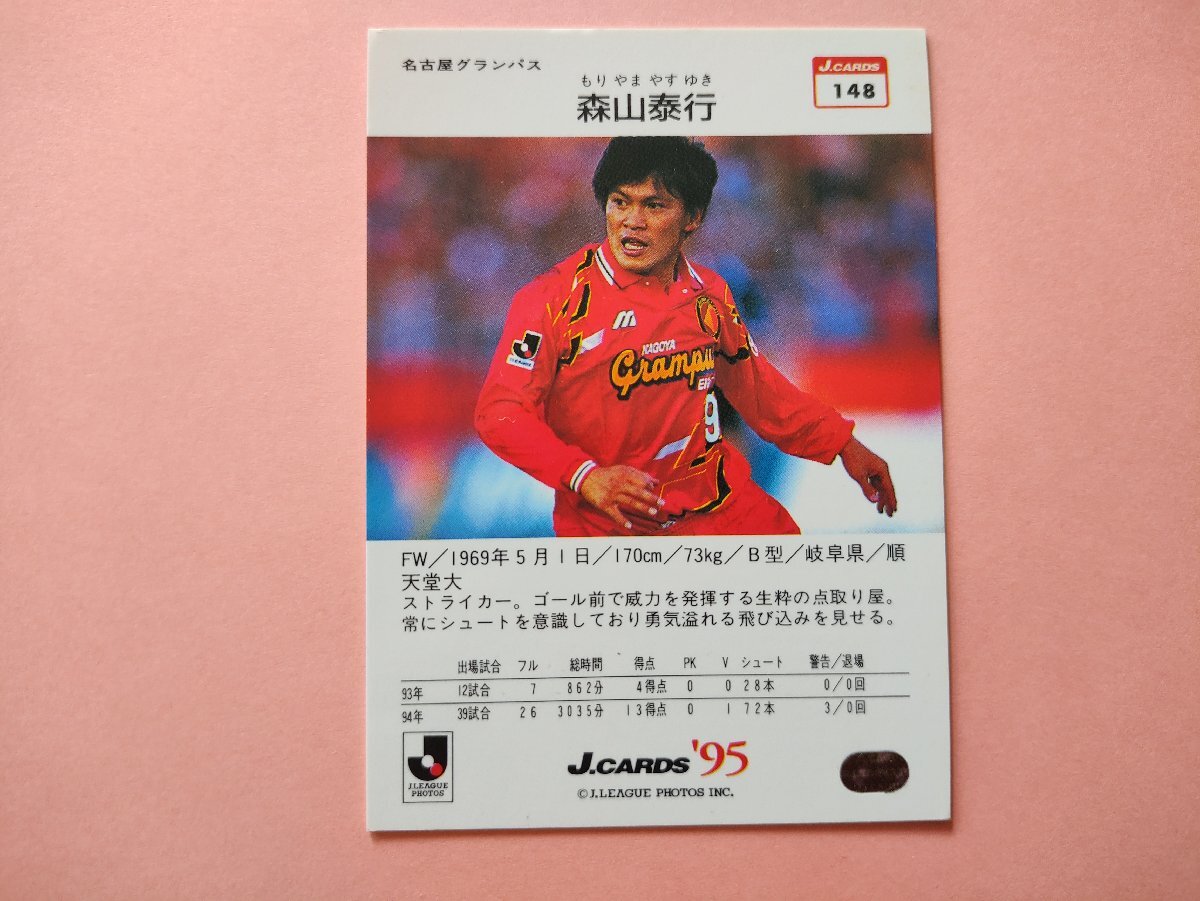 名古屋グランパス
J.CARDS
148
もり やま やす ゆき
森山泰行
NAGOYA
Grampu
9
FW/1969年5月1日/170cm/73kg/B型/岐阜県/順
天堂大
ストライカー。ゴール前で威力を発揮する生粋の点取り屋。
常にシュートを意識しており勇気溢れる飛び込みを見せる。
出場試合 フル 総時間 得点 PK V シュート 警告/退場
93年 12試合 7 862分 4得点 0 0 28本 0/0回
94年 39試合 26 3035分 13得点 0 1 72本 3/0回
J.LEAGUE
PHOTOS
J.CARDS '95
©J.LEAGUE PHOTOS INC.